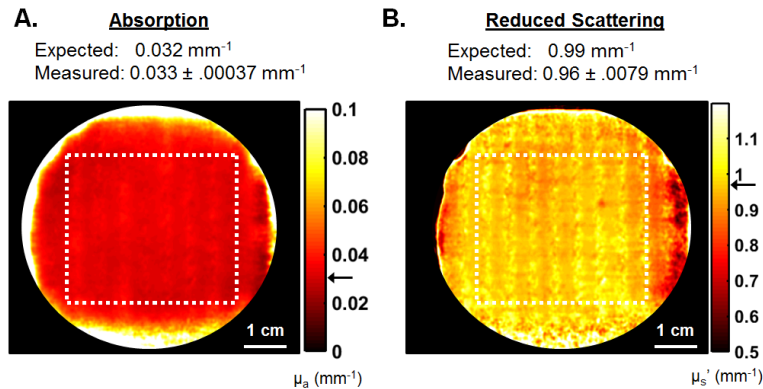 A.
Absorption
Expected: 0.032 mm⁻¹
Measured: 0.033 ± .00037 mm⁻¹
0.1
0.08
0.06
0.04
0.02
0
1 cm
μa (mm⁻¹)
B.
Reduced Scattering
Expected: 0.99 mm⁻¹
Measured: 0.96 ± .0079 mm⁻¹
1.1
1
0.9
0.8
0.7
0.6
0.5
1 cm
μs' (mm⁻¹)